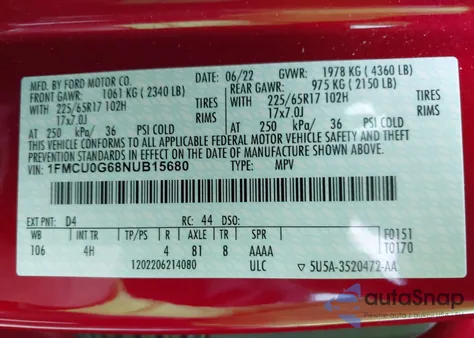 MFD. BY FORD MOTOR CO.
DATE: 06/22 GVWR: 1978 KG ( 4360 LB)
FRONT GAWR: 1061 KG ( 2340 LB) REAR GAWR: 975 KG ( 2150 LB)
WITH 225/65R17 102H TIRES WITH 225/65R17 102H TIRES
17x7.0J RIMS 17x7.0J RIMS
AT 250 kPa/ 36 PSI COLD AT 250 kPa/ 36 PSI COLD
THIS VEHICLE CONFORMS TO ALL APPLICABLE FEDERAL MOTOR VEHICLE SAFETY AND THEFT PREVENTION
STANDARDS IN EFFECT ON THE DATE OF MANUFACTURE SHOWN ABOVE.
VIN: 1FMCU0G68NUB15680 TYPE: MPV
EXT PNT: D4 RC: 44 DSO:
WB INT TR TP/PS R AXLE TR SPR F0151
106 4H 4 81 8 AAAA T0170
1202206214080 ULC ▽ 5U5A-3520472-AA
autoSnap